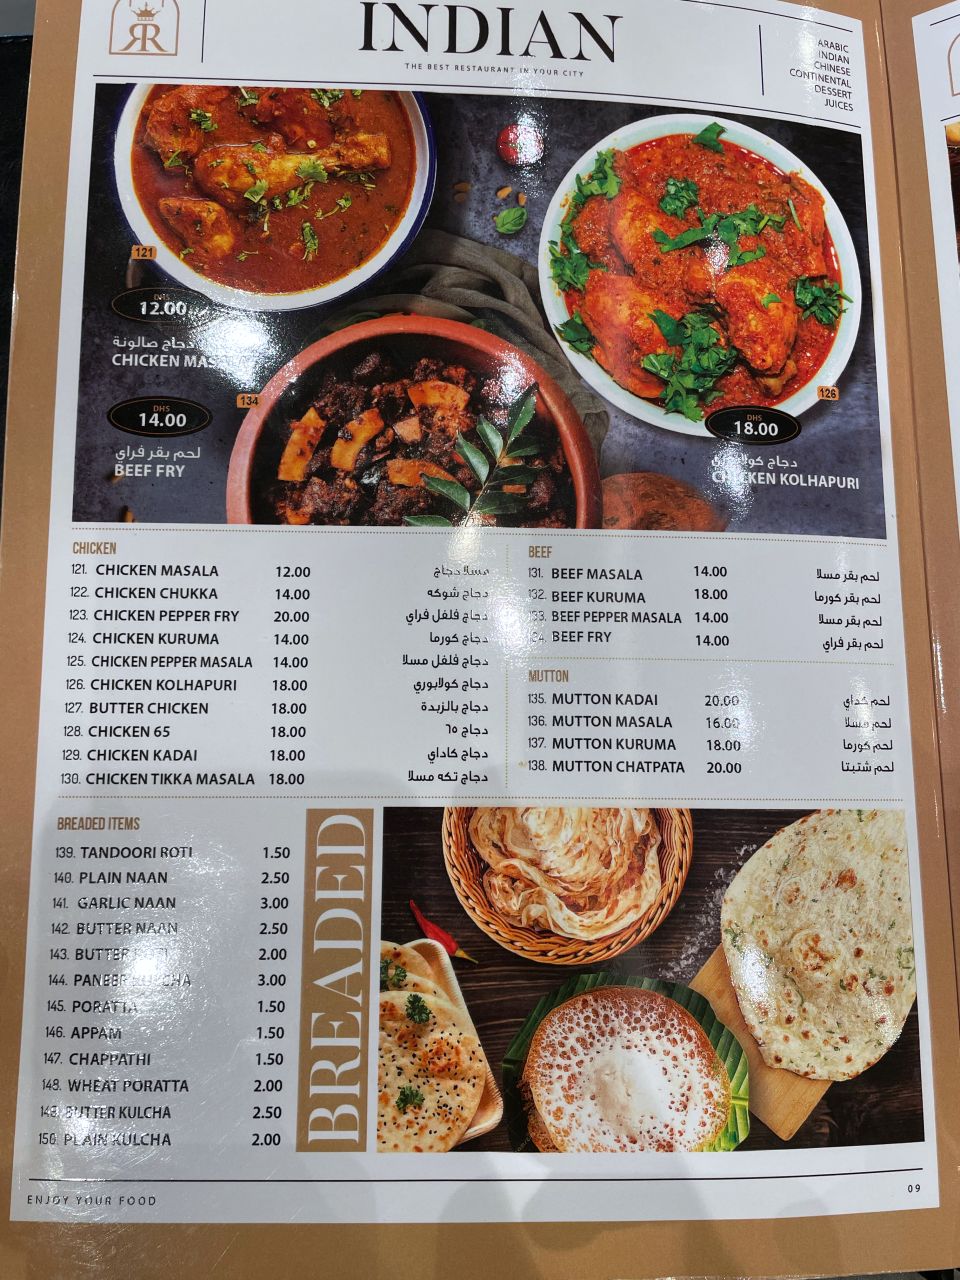 INDIAN
THE BEST RESTAURANT IN YOUR CITY
ARABIC
INDIAN
CHINESE
CONTINENTAL
DESSERT
JUICES
121
DHS
12.00
دجاج صالونة
CHICKEN
134
DHS
14.00
لحم بقر فراي
BEEF FRY
126
DHS
18.00
دجاج
CHICKEN KOLHAPURI
CHICKEN
121. CHICKEN MASALA 12.00 مسلا دجاج
122. CHICKEN CHUKKA 14.00 دجاج شوكه
123. CHICKEN PEPPER FRY 20.00 دجاج فلفل فراي
124. CHICKEN KURUMA 14.00 دجاج كورما
125. CHICKEN PEPPER MASALA 14.00 دجاج فلفل مسلا
126. CHICKEN KOLHAPURI 18.00 دجاج كولابوري
127. BUTTER CHICKEN 18.00 دجاج بالزبدة
128. CHICKEN 65 18.00 دجاج ٦٥
129. CHICKEN KADAI 18.00 دجاج كاداي
130. CHICKEN TIKKA MASALA 18.00 دجاج تكه مسلا
BEEF
131. BEEF MASALA 14.00 لحم بقر مسلا
132. BEEF KURUMA 18.00 لحم بقر كورما
133. BEEF PEPPER MASALA 14.00 لحم بقر مسلا
BEEF FRY 14.00 لحم بقر فراي
MUTTON
135. MUTTON KADAI 20.00 لحم كداي
136. MUTTON MASALA 16.00 لحم مسلا
137. MUTTON KURUMA 18.00 لحم كورما
138. MUTTON CHATPATA 20.00 لحم شتبتا
BREADED ITEMS
139. TANDOORI ROTI 1.50
140. PLAIN NAAN 2.50
141. GARLIC NAAN 3.00
142. BUTTER NAAN 2.50
143. BUTTER 2.00
144. PANEER KULCHA 3.00
145. PORATTA 1.50
146. APPAM 1.50
147. CHAPPATHI 1.50
148. WHEAT PORATTA 2.00
149. BUTTER KULCHA 2.50
150. PLAIN KULCHA 2.00
BREADED
ENJOY YOUR FOOD
09